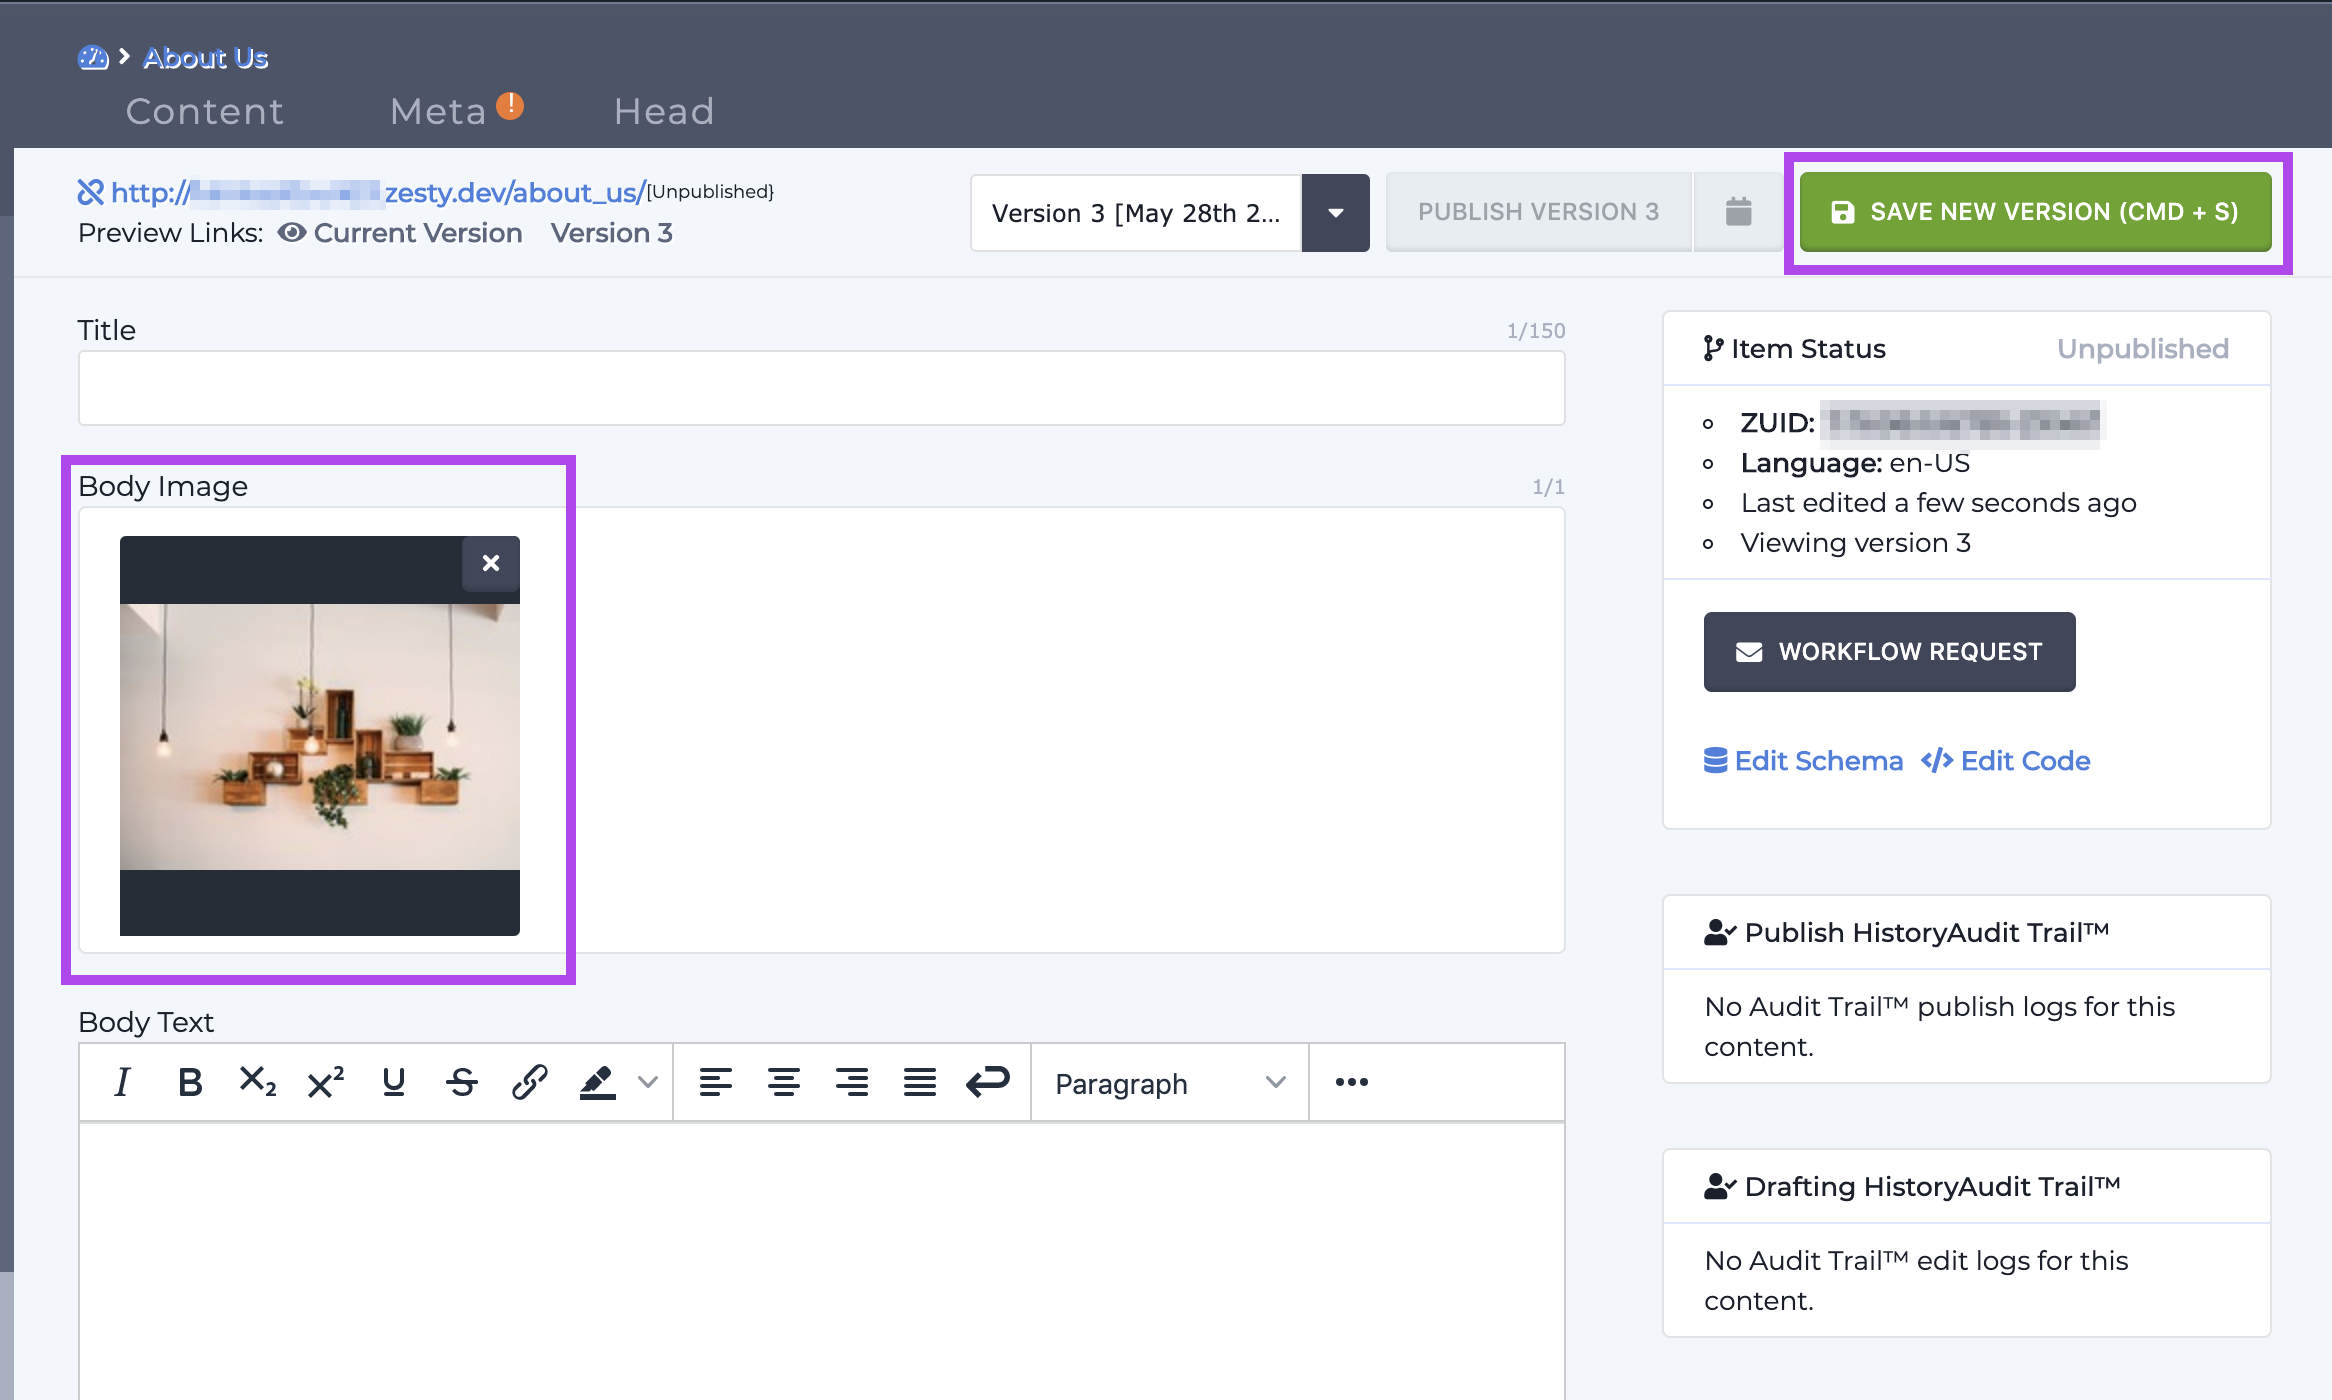 About Us
Content Meta ! Head
http:// zesty.dev/about_us/ [Unpublished}
Preview Links: Current Version Version 3
Version 3 [May 28th 2...
PUBLISH VERSION 3
SAVE NEW VERSION (CMD + S)
Title 1/150
Body Image 1/1
Body Text
I B X₂ X² U S
Paragraph
Item Status Unpublished
ZUID:
Language: en-US
Last edited a few seconds ago
Viewing version 3
WORKFLOW REQUEST
Edit Schema </> Edit Code
Publish HistoryAudit Trail™
No Audit Trail™ publish logs for this
content.
Drafting HistoryAudit Trail™
No Audit Trail™ edit logs for this
content.